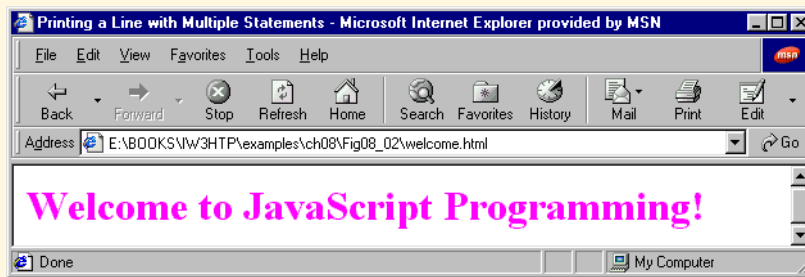 Printing a Line with Multiple Statements - Microsoft Internet Explorer provided by MSN
File Edit View Favorites Tools Help
msn
Back Forward Stop Refresh Home Search Favorites History Mail Print Edit
Address E:\BOOKS\IW3HTP\examples\ch08\Fig08_02\welcome.html Go
Welcome to JavaScript Programming!
Done My Computer